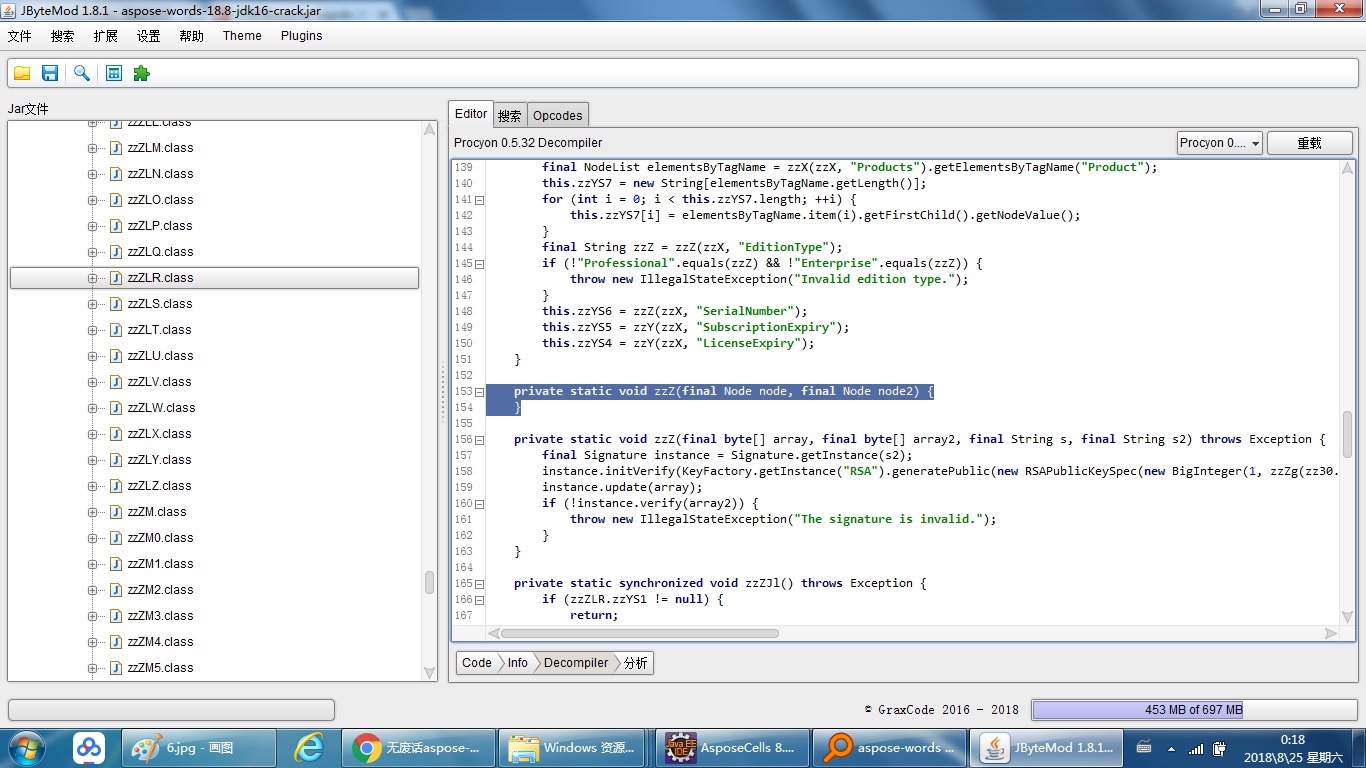 JByteMod 1.8.1 - aspose-words-18.8-jdk16-crack.jar
文件 搜索 扩展 设置 帮助 Theme Plugins
Jar文件
zzZLL.class
zzZLM.class
zzZLN.class
zzZLO.class
zzZLP.class
zzZLQ.class
zzZLR.class
zzZLS.class
zzZLT.class
zzZLU.class
zzZLV.class
zzZLW.class
zzZLX.class
zzZLY.class
zzZLZ.class
zzZM.class
zzZM0.class
zzZM1.class
zzZM2.class
zzZM3.class
zzZM4.class
zzZM5.class
Editor 搜索 Opcodes
Procyon 0.5.32 Decompiler Procyon 0.... 重载
139 final NodeList elementsByTagName = zzX(zzX, "Products").getElementsByTagName("Product");
140 this.zzYS7 = new String[elementsByTagName.getLength()];
141 for (int i = 0; i < this.zzYS7.length; ++i) {
142 this.zzYS7[i] = elementsByTagName.item(i).getFirstChild().getNodeValue();
143 }
144 final String zzZ = zzZ(zzX, "EditionType");
145 if (!"Professional".equals(zzZ) && !"Enterprise".equals(zzZ)) {
146 throw new IllegalStateException("Invalid edition type.");
147 }
148 this.zzYS6 = zzZ(zzX, "SerialNumber");
149 this.zzYS5 = zzY(zzX, "SubscriptionExpiry");
150 this.zzYS4 = zzY(zzX, "LicenseExpiry");
151 }
152
153 private static void zzZ(final Node node, final Node node2) {
154 }
155
156 private static void zzZ(final byte[] array, final byte[] array2, final String s, final String s2) throws Exception {
157 final Signature instance = Signature.getInstance(s2);
158 instance.initVerify(KeyFactory.getInstance("RSA").generatePublic(new RSAPublicKeySpec(new BigInteger(1, zzZg(zz30.
159 instance.update(array);
160 if (!instance.verify(array2)) {
161 throw new IllegalStateException("The signature is invalid.");
162 }
163 }
164
165 private static synchronized void zzZJl() throws Exception {
166 if (zzZLR.zzYS1 != null) {
167 return;
Code Info Decompiler 分析
© GraxCode 2016 - 2018 453 MB of 697 MB
6.jpg - 画图 无废话aspose-... Windows 资源... AsposeCells 8.... aspose-words ... JByteMod 1.8.1...
0:18
2018\8\25 星期六